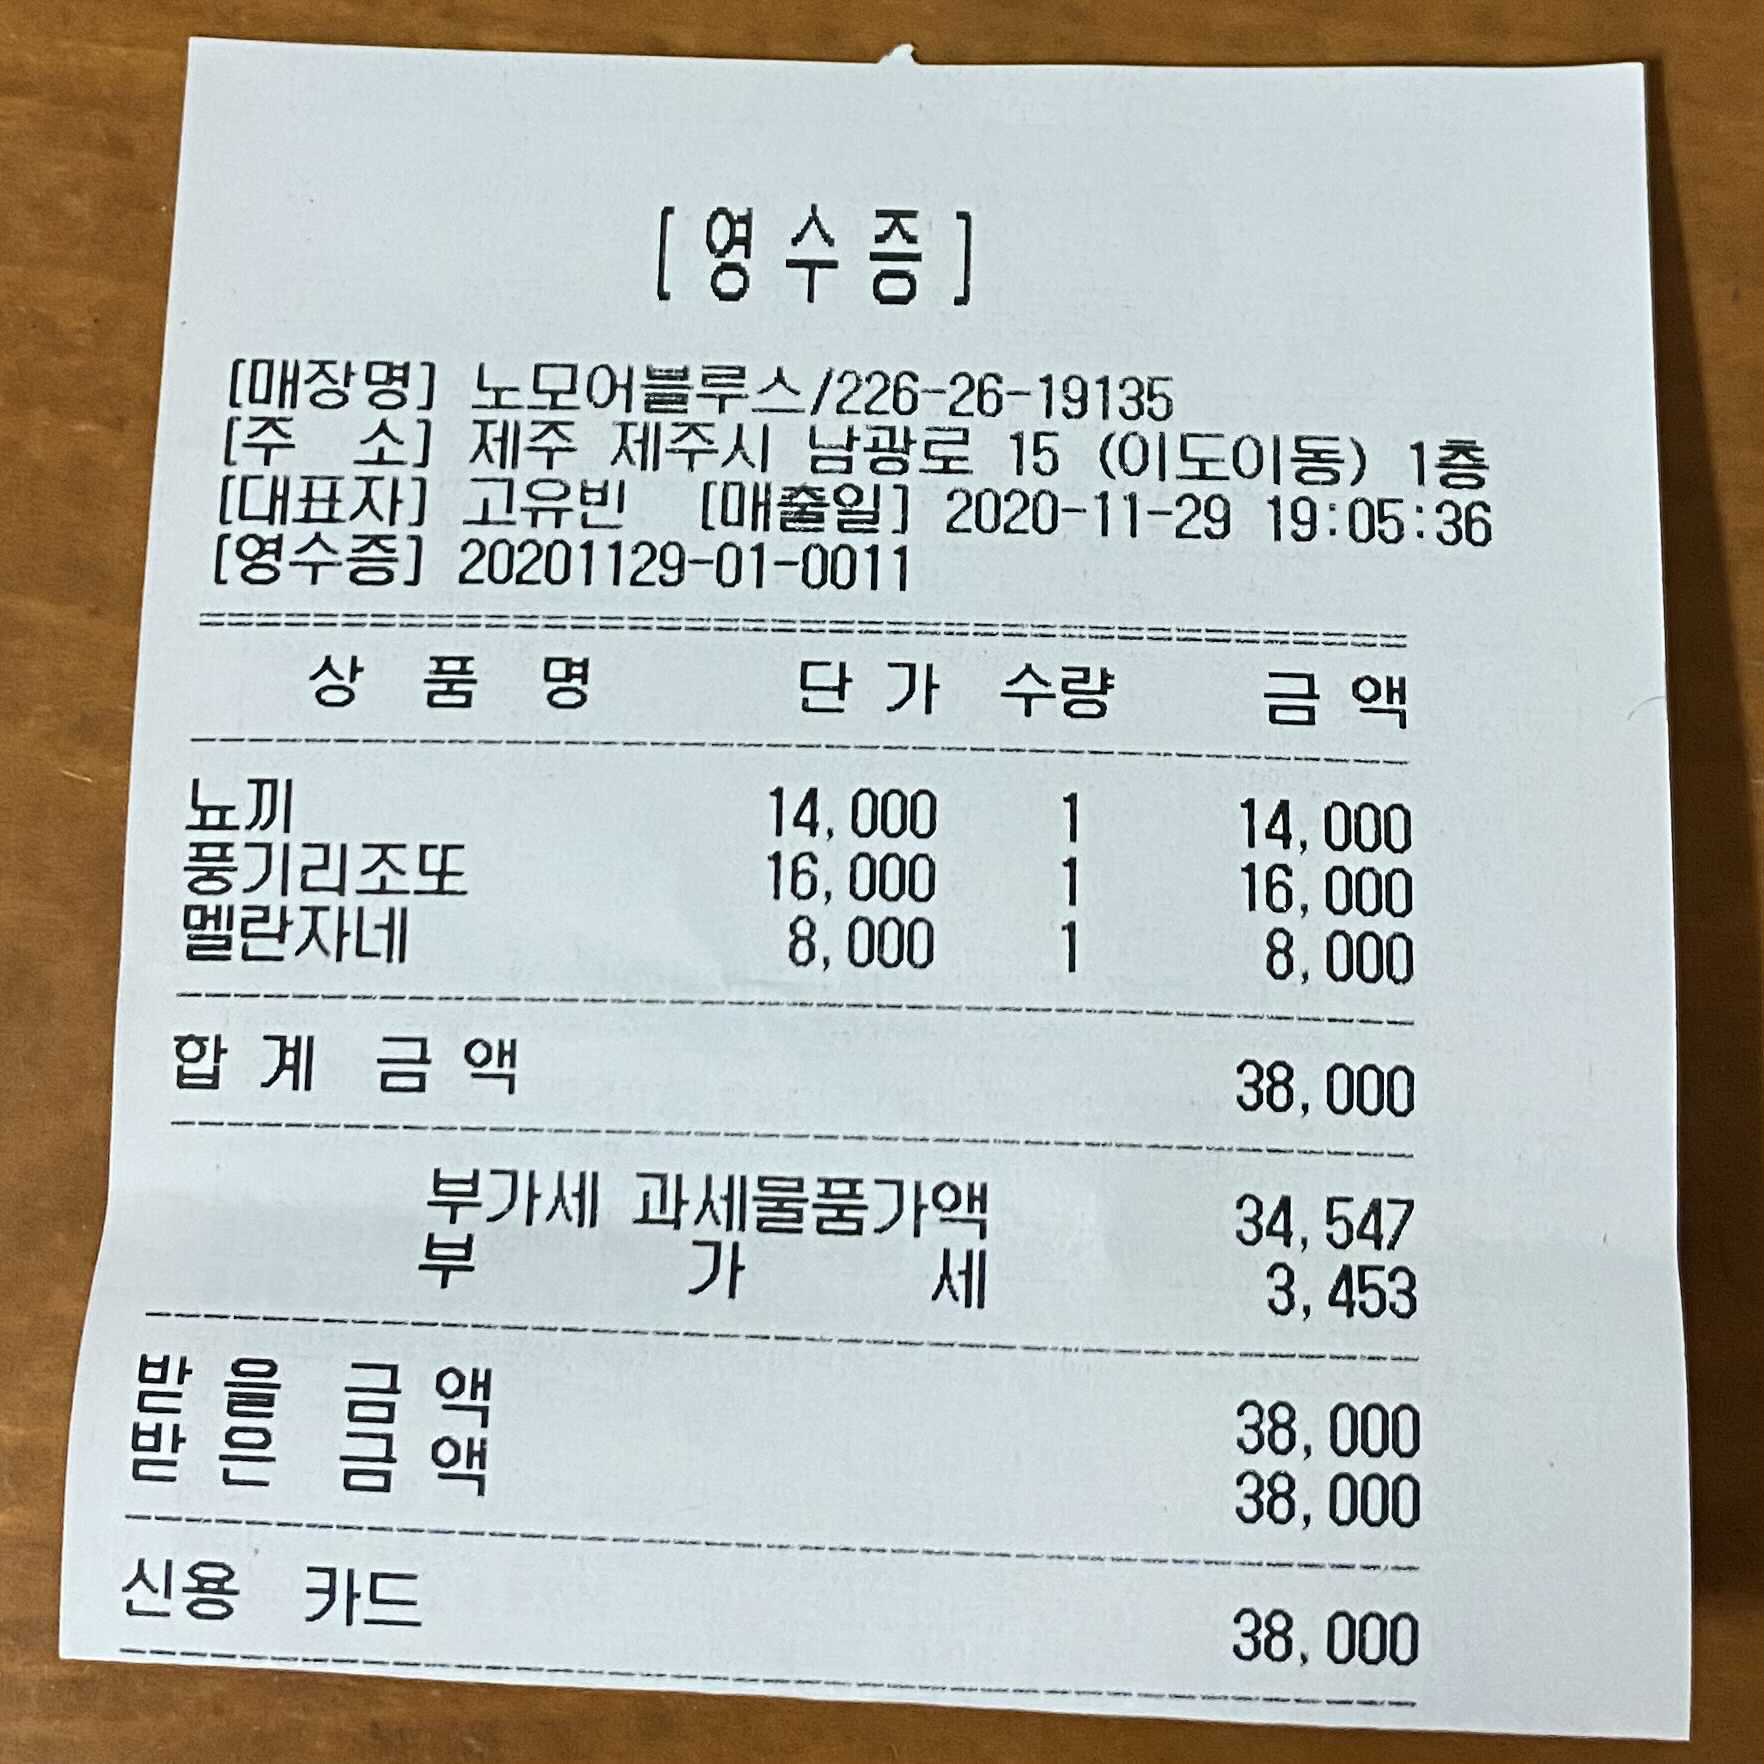 [영수증]
[매장명] 노모어블루스/226-26-19135
[주 소] 제주 제주시 남광로 15 (이도이동) 1층
[대표자] 고유빈 [매출일] 2020-11-29 19:05:36
[영수증] 20201129-01-0011
상 품 명 단 가 수량 금 액
뇨끼 14,000 1 14,000
풍기리조또 16,000 1 16,000
멜란자네 8,000 1 8,000
합 계 금 액 38,000
부가세 과세물품가액 34,547
부 가 세 3,453
받 을 금 액 38,000
받 은 금 액 38,000
신용 카드 38,000